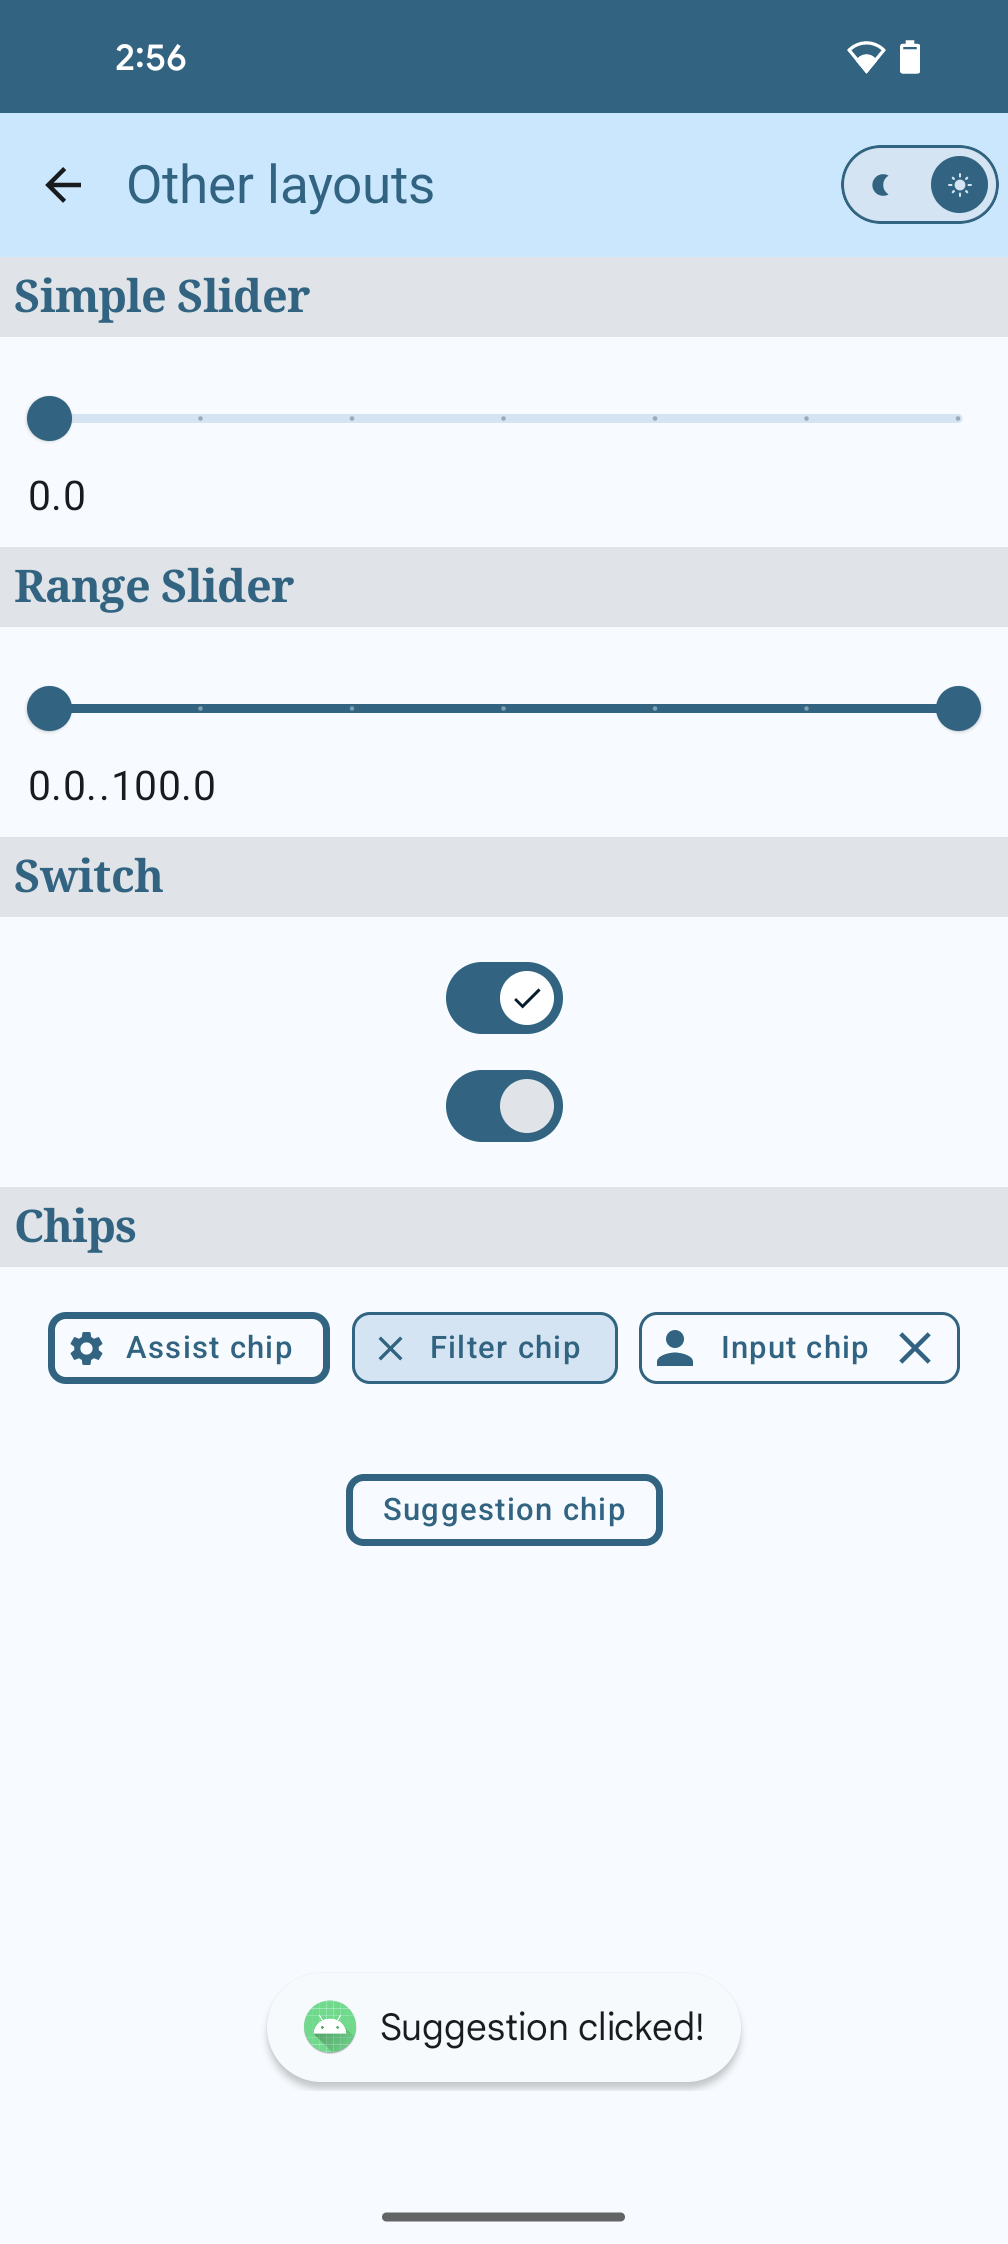 2:56
Other layouts
Simple Slider
0.0
Range Slider
0.0..100.0
Switch
Chips
Assist chip
Filter chip
Input chip
Suggestion chip
Suggestion clicked!